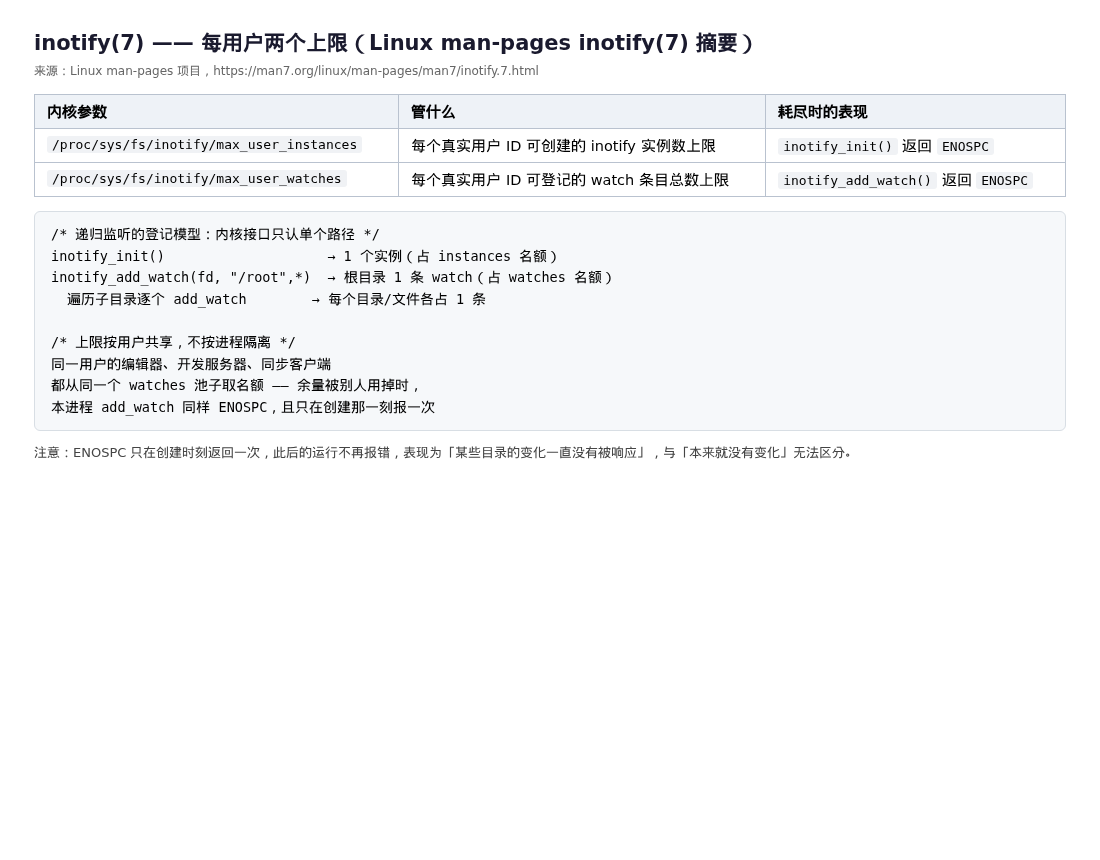 inotify(7) —— 每用户两个上限（Linux man-pages inotify(7) 摘要）
来源：Linux man-pages 项目，https://man7.org/linux/man-pages/man7/inotify.7.html
内核参数 管什么 耗尽时的表现
/proc/sys/fs/inotify/max_user_instances 每个真实用户 ID 可创建的 inotify 实例数上限 inotify_init() 返回 ENOSPC
/proc/sys/fs/inotify/max_user_watches 每个真实用户 ID 可登记的 watch 条目总数上限 inotify_add_watch() 返回 ENOSPC
/* 递归监听的登记模型：内核接口只认单个路径 */
inotify_init() → 1 个实例（占 instances 名额）
inotify_add_watch(fd, "/root",*) → 根目录 1 条 watch（占 watches 名额）
遍历子目录逐个 add_watch → 每个目录/文件各占 1 条
/* 上限按用户共享，不按进程隔离 */
同一用户的编辑器、开发服务器、同步客户端
都从同一个 watches 池子取名额 —— 余量被别人用掉时，
本进程 add_watch 同样 ENOSPC，且只在创建那一刻报一次
注意：ENOSPC 只在创建时刻返回一次，此后的运行不再报错，表现为「某些目录的变化一直没有被响应」，与「本来就没有变化」无法区分。